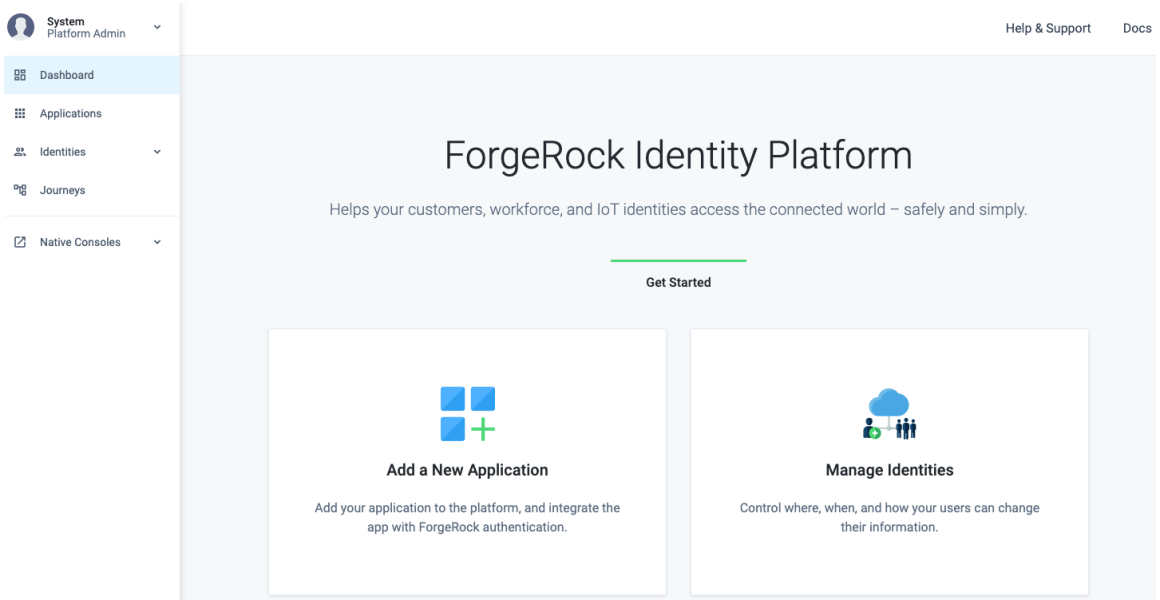 System
Platform Admin
Help & Support
Docs
Dashboard
Applications
Identities
Journeys
Native Consoles
ForgeRock Identity Platform
Helps your customers, workforce, and IoT identities access the connected world – safely and simply.
Get Started
Add a New Application
Add your application to the platform, and integrate the
app with ForgeRock authentication.
Manage Identities
Control where, when, and how your users can change
their information.